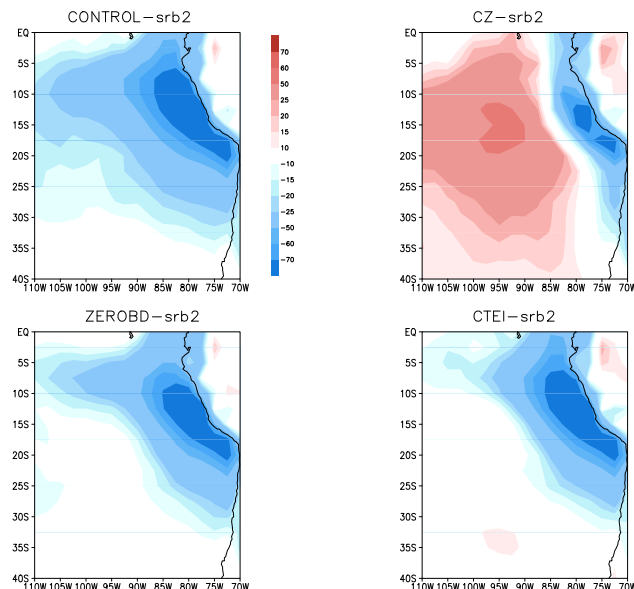 CONTROL-srb2
EQ
5S
10S
15S
20S
25S
30S
35S
40S
110W 105W 100W 95W 90W 85W 80W 75W 70W
70
60
50
25
20
15
10
-10
-15
-20
-25
-50
-60
-70
CZ-srb2
EQ
5S
10S
15S
20S
25S
30S
35S
40S
110W 105W 100W 95W 90W 85W 80W 75W 70W
ZEROBD-srb2
EQ
5S
10S
15S
20S
25S
30S
35S
40S
110W 105W 100W 95W 90W 85W 80W 75W 70W
CTEI-srb2
EQ
5S
10S
15S
20S
25S
30S
35S
40S
110W 105W 100W 95W 90W 85W 80W 75W 70W